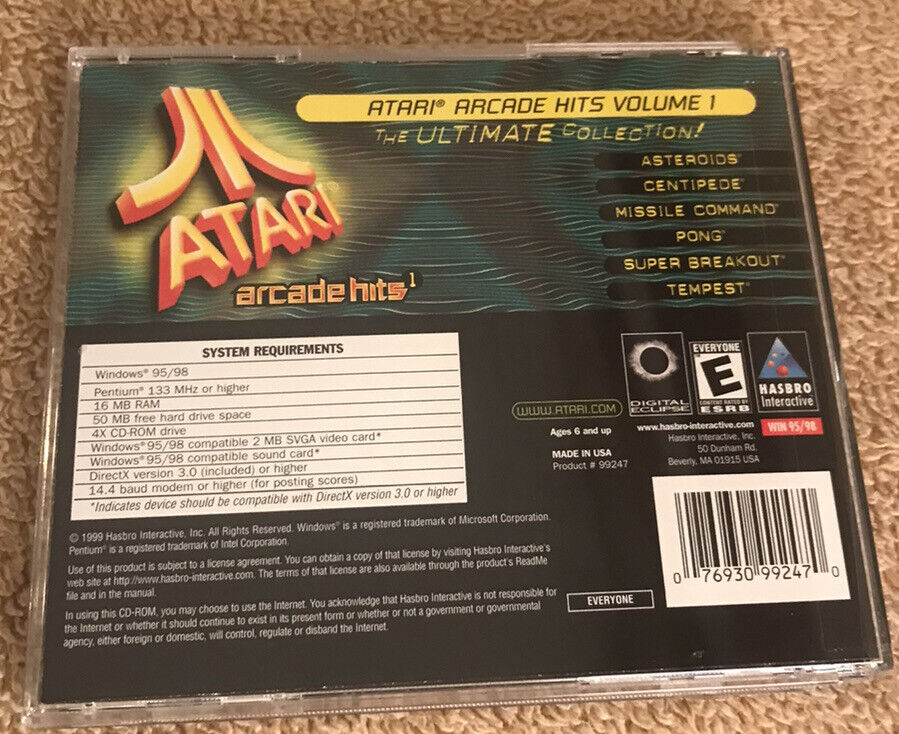 ATARI® ARCADE HITS VOLUME 1
THE ULTIMATE COLLECTION!
ASTEROIDS®
CENTIPEDE®
MISSILE COMMAND®
PONG®
SUPER BREAKOUT®
TEMPEST®
ATARI®
arcade hits 1
SYSTEM REQUIREMENTS
Windows® 95/98
Pentium® 133 MHz or higher
16 MB RAM
50 MB free hard drive space
4X CD-ROM drive
Windows® 95/98 compatible 2 MB SVGA video card*
Windows® 95/98 compatible sound card*
DirectX version 3.0 (included) or higher
14.4 baud modem or higher (for posting scores)
*Indicates device should be compatible with DirectX version 3.0 or higher
WWW.ATARI.COM
Ages 6 and up
MADE IN USA
Product # 99247
DIGITAL
ECLIPSE
EVERYONE
E
CONTENT RATED BY
ESRB
HASBRO
Interactive
www.hasbro-interactive.com
Hasbro Interactive, Inc.
50 Dunham Rd.
Beverly, MA 01915 USA
WIN 95/98
© 1999 Hasbro Interactive, Inc. All Rights Reserved. Windows® is a registered trademark of Microsoft Corporation.
Pentium® is a registered trademark of Intel Corporation.
Use of this product is subject to a license agreement. You can obtain a copy of that license by visiting Hasbro Interactive's
web site at http://www.hasbro-interactive.com. The terms of that license are also available through the product's ReadMe
file and in the manual.
In using this CD-ROM, you may choose to use the Internet. You acknowledge that Hasbro Interactive is not responsible for
the Internet or whether it should continue to exist in its present form or whether or not a government or governmental
agency, either foreign or domestic, will control, regulate or disband the Internet.
EVERYONE
0 76930 99247 0